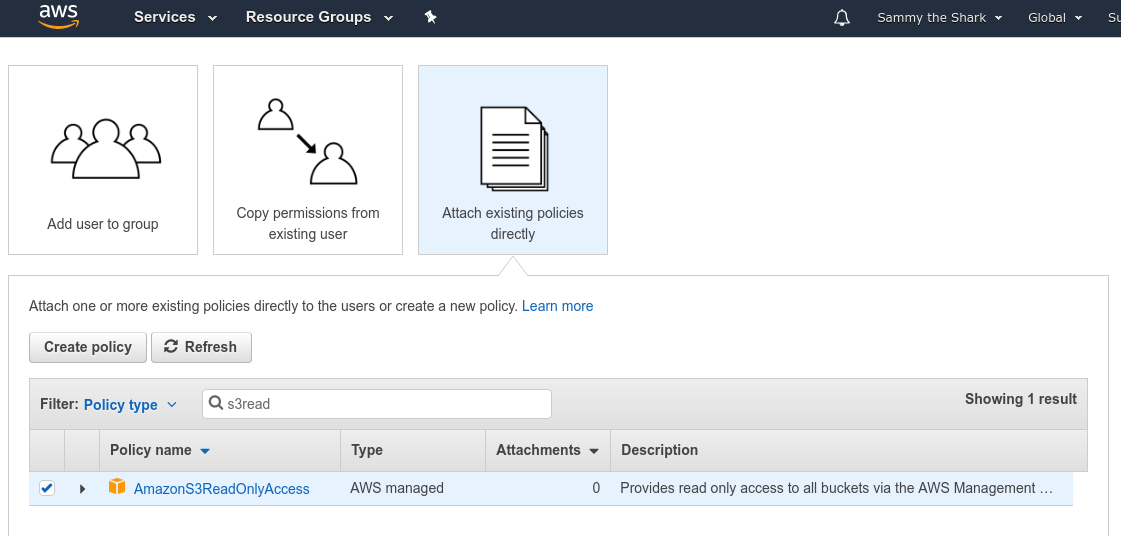 aws Services Resource Groups Sammy the Shark Global Su
Add user to group
Copy permissions from
existing user
Attach existing policies
directly
Attach one or more existing policies directly to the users or create a new policy. Learn more
Create policy Refresh
Filter: Policy type s3read Showing 1 result
Policy name Type Attachments Description
AmazonS3ReadOnlyAccess AWS managed 0 Provides read only access to all buckets via the AWS Management …